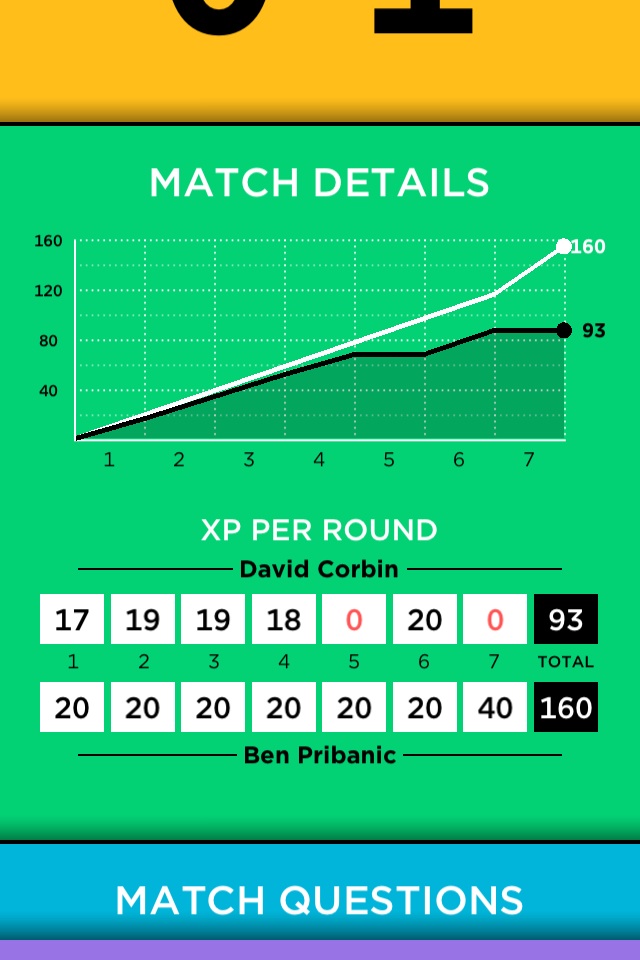 MATCH DETAILS
160
160
120
80
93
40
1 2 3 4 5 6 7
XP PER ROUND
David Corbin
17 19 19 18 0 20 0 93
1 2 3 4 5 6 7 TOTAL
20 20 20 20 20 20 40 160
Ben Pribanic
MATCH QUESTIONS